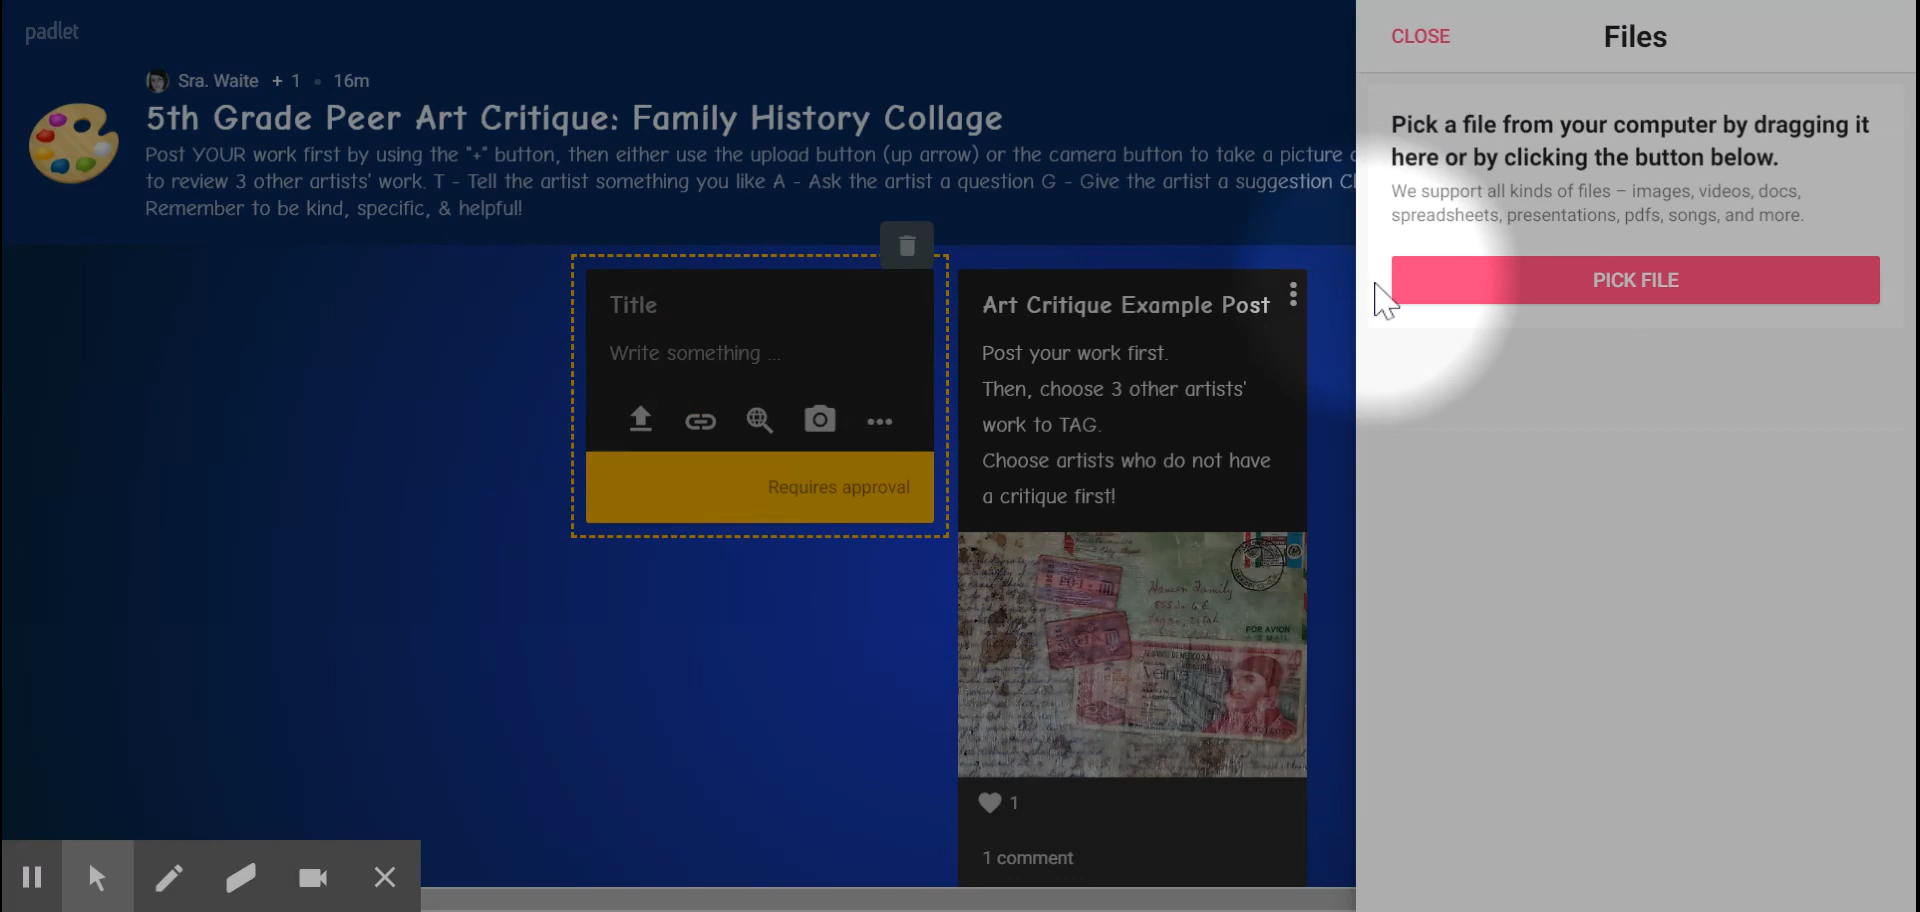 padlet
Sra. Waite + 1 • 16m
5th Grade Peer Art Critique: Family History Collage
Post YOUR work first by using the "+" button, then either use the upload button (up arrow) or the camera button to take a picture
to review 3 other artists' work. T - Tell the artist something you like A - Ask the artist a question G - Give the artist a suggestion
Remember to be kind, specific, & helpful!
Title
Write something ...
Requires approval
Art Critique Example Post
Post your work first.
Then, choose 3 other artists'
work to TAG.
Choose artists who do not have
a critique first!
Family
POR AVION
1
1 comment
CLOSE
Files
Pick a file from your computer by dragging it
here or by clicking the button below.
We support all kinds of files – images, videos, docs,
spreadsheets, presentations, pdfs, songs, and more.
PICK FILE